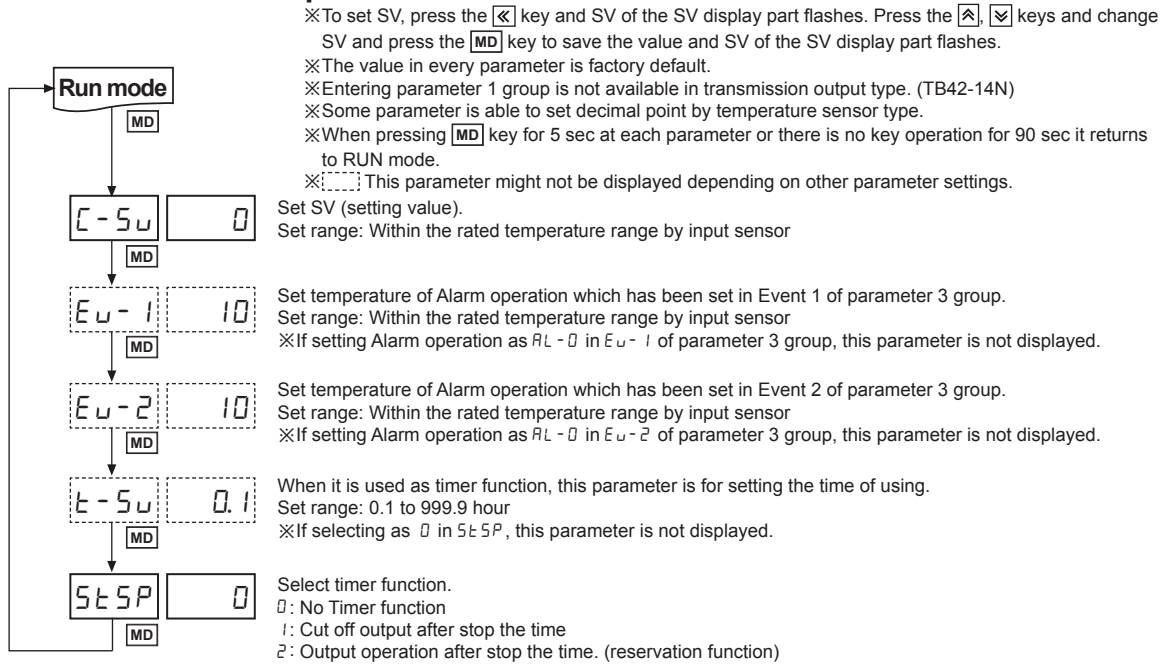 ※To set SV, press the ≪ key and SV of the SV display part flashes. Press the ︽, ︾ keys and change
SV and press the MD key to save the value and SV of the SV display part flashes.
※The value in every parameter is factory default.
※Entering parameter 1 group is not available in transmission output type. (TB42-14N)
※Some parameter is able to set decimal point by temperature sensor type.
※When pressing MD key for 5 sec at each parameter or there is no key operation for 90 sec it returns
to RUN mode.
※ This parameter might not be displayed depending on other parameter settings.
Run mode
MD
C-Su 0
Set SV (setting value).
Set range: Within the rated temperature range by input sensor
MD
Eu-1 10
Set temperature of Alarm operation which has been set in Event 1 of parameter 3 group.
Set range: Within the rated temperature range by input sensor
※If setting Alarm operation as AL-0 in Eu-1 of parameter 3 group, this parameter is not displayed.
MD
Eu-2 10
Set temperature of Alarm operation which has been set in Event 2 of parameter 3 group.
Set range: Within the rated temperature range by input sensor
※If setting Alarm operation as AL-0 in Eu-2 of parameter 3 group, this parameter is not displayed.
MD
t-Su 0.1
When it is used as timer function, this parameter is for setting the time of using.
Set range: 0.1 to 999.9 hour
※If selecting as 0 in StSP, this parameter is not displayed.
MD
StSP 0
Select timer function.
0: No Timer function
1: Cut off output after stop the time
2: Output operation after stop the time. (reservation function)
MD